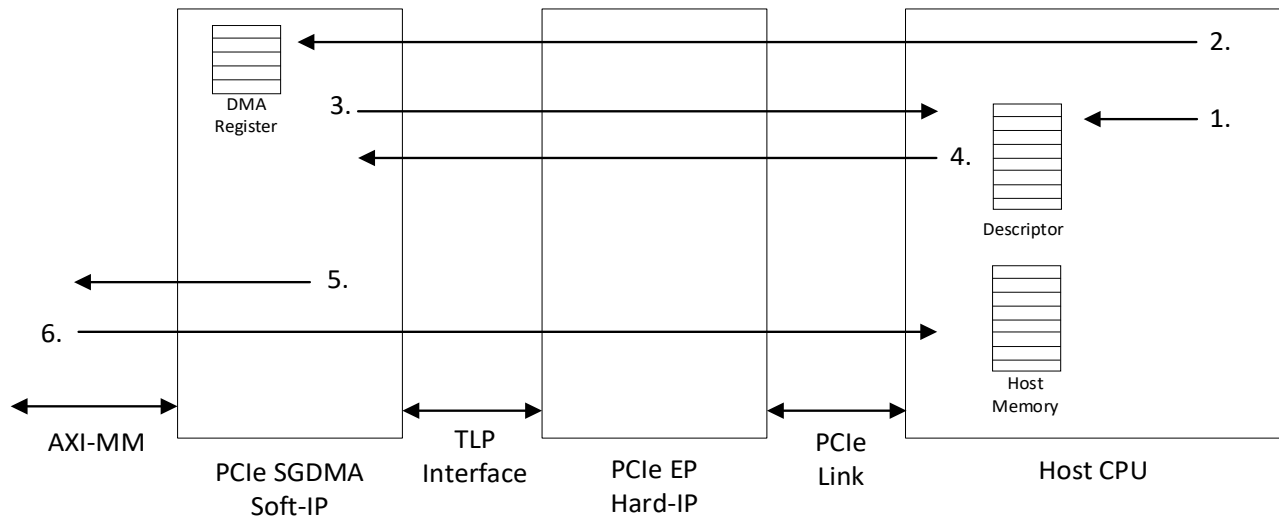 2.
DMA
Register
3.
1.
4.
Descriptor
5.
6.
Host
Memory
AXI-MM
TLP
Interface
PCIe
Link
PCIe SGDMA
Soft-IP
PCIe EP
Hard-IP
Host CPU